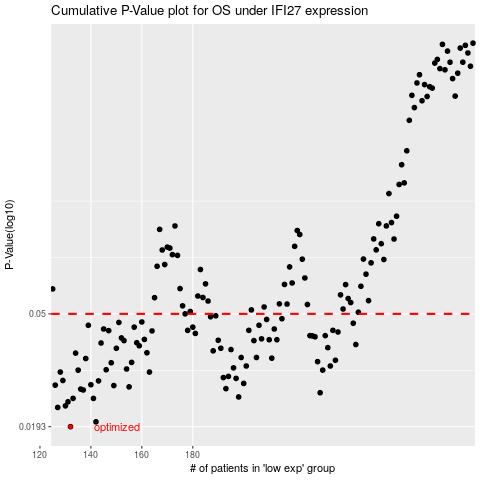 Cumulative P-Value plot for OS under IFI27 expression
P-Value(log10)
0.05
0.0193
optimized
120 140 160 180
# of patients in 'low exp' group